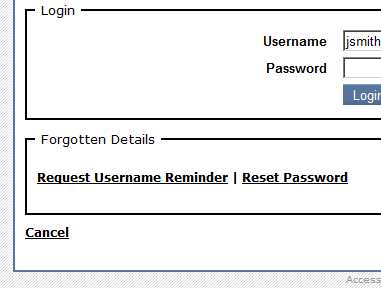 Login
Username jsmith
Password
Login
Forgotten Details
Request Username Reminder | Reset Password
Cancel
Access